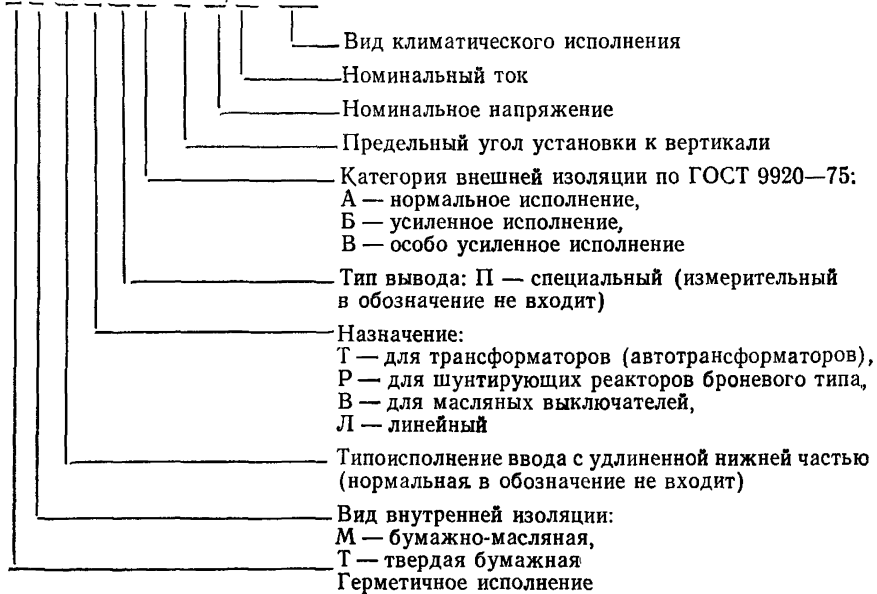 Вид климатического исполнения
Номинальный ток
Номинальное напряжение
Предельный угол установки к вертикали
Категория внешней изоляции по ГОСТ 9920—75:
А — нормальное исполнение,
Б — усиленное исполнение,
В — особо усиленное исполнение
Тип вывода: П — специальный (измерительный
в обозначение не входит)
Назначение:
Т — для трансформаторов (автотрансформаторов),
Р — для шунтирующих реакторов броневого типа,
В — для масляных выключателей,
Л — линейный
Типоисполнение ввода с удлиненной нижней частью
(нормальная в обозначение не входит)
Вид внутренней изоляции:
М — бумажно-масляная,
Т — твердая бумажная
Герметичное исполнение